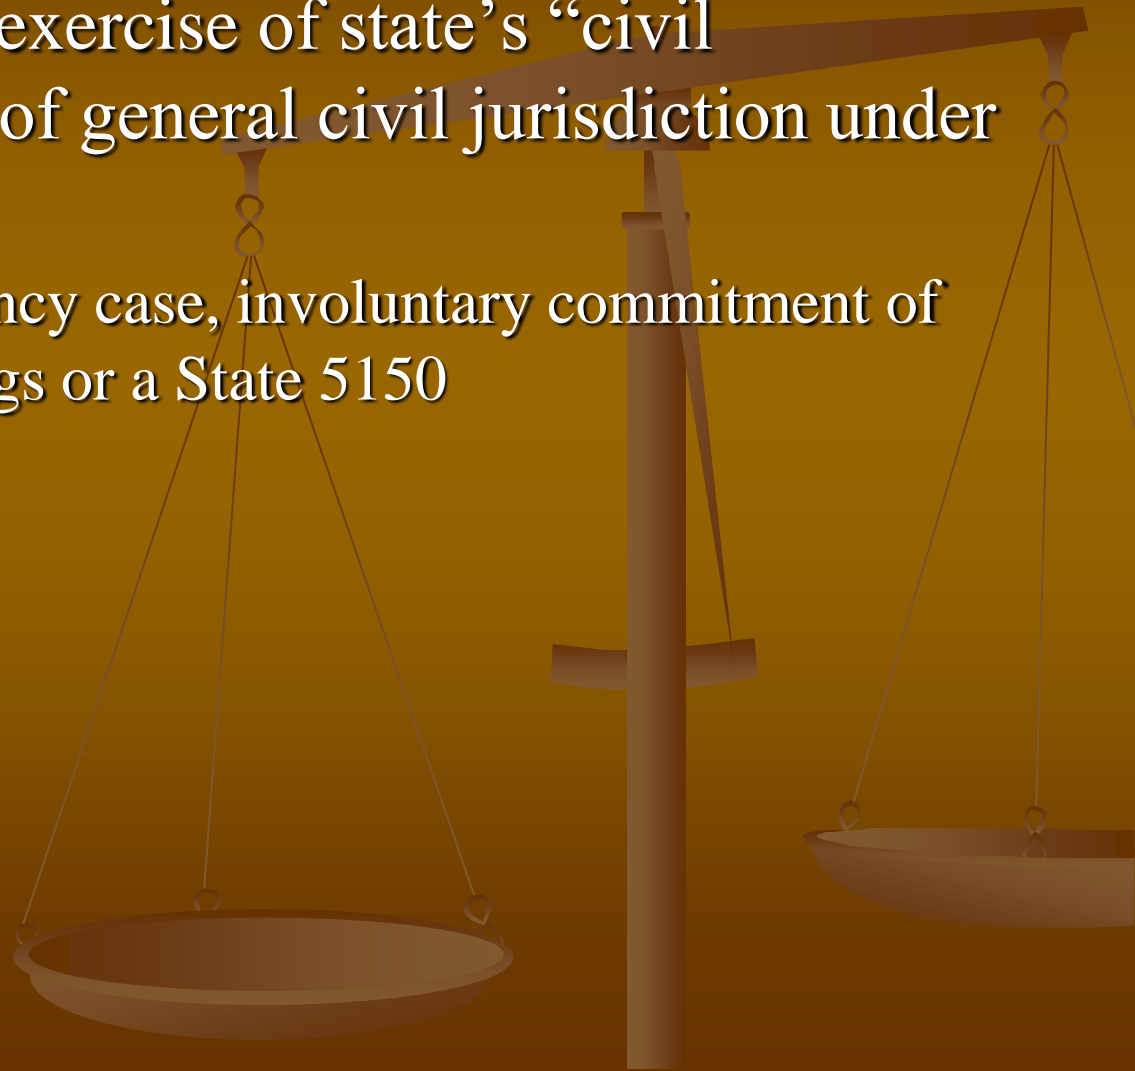 exercise of state’s “civil
of general civil jurisdiction under
ncy case, involuntary commitment of
gs or a State 5150